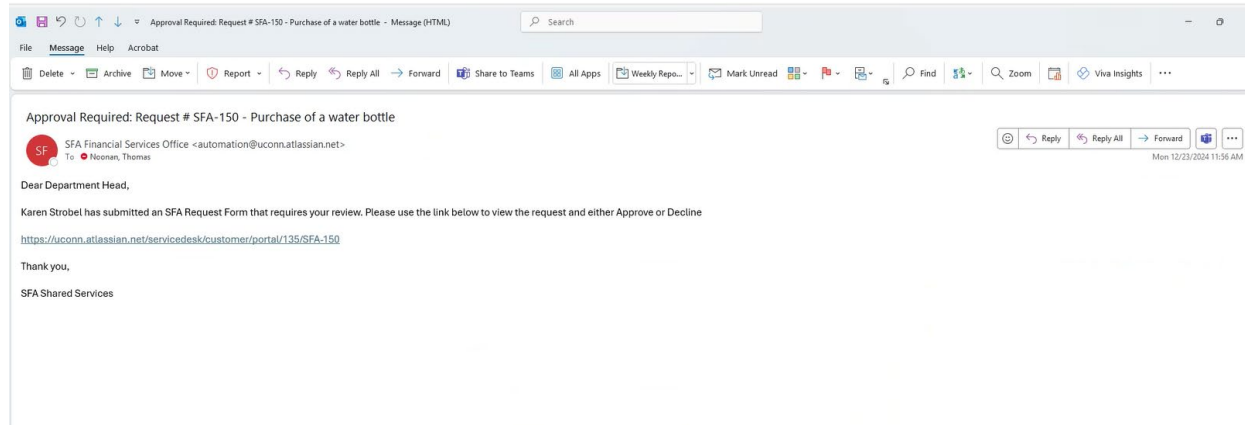 Approval Required: Request # SFA-150 - Purchase of a water bottle - Message (HTML)
Search
File Message Help Acrobat
Delete Archive Move Report Reply Reply All Forward Share to Teams All Apps Weekly Repo... Mark Unread Find Zoom Viva Insights ...
Approval Required: Request # SFA-150 - Purchase of a water bottle
SF
SFA Financial Services Office <automation@uconn.atlassian.net>
To Noonan, Thomas
Reply Reply All Forward ...
Mon 12/23/2024 11:56 AM
Dear Department Head,
Karen Strobel has submitted an SFA Request Form that requires your review. Please use the link below to view the request and either Approve or Decline
https://uconn.atlassian.net/servicedesk/customer/portal/135/SFA-150
Thank you,
SFA Shared Services